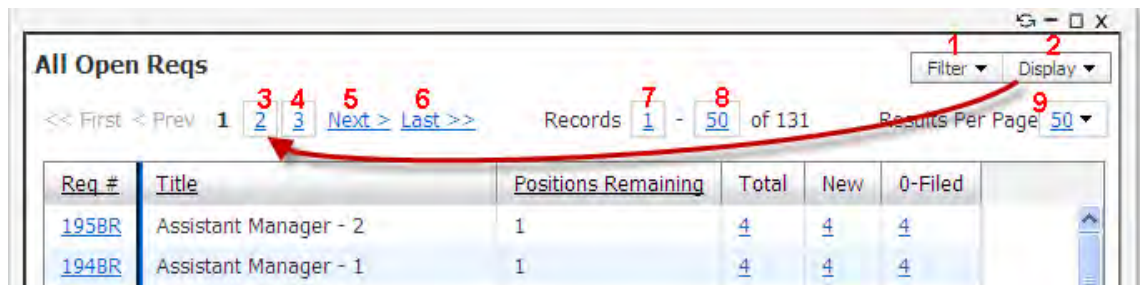 X
1 2
All Open Reqs Filter Display
3 4 5 6 7 8 9
<< First < Prev 1 2 3 Next > Last >> Records 1 - 50 of 131 Results Per Page 50
Req # Title Positions Remaining Total New 0-Filed
195BR Assistant Manager - 2 1 4 4 4
194BR Assistant Manager - 1 1 4 4 4